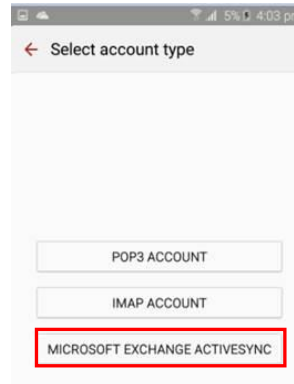 5% 4:03 pm
Select account type
POP3 ACCOUNT
IMAP ACCOUNT
MICROSOFT EXCHANGE ACTIVESYNC